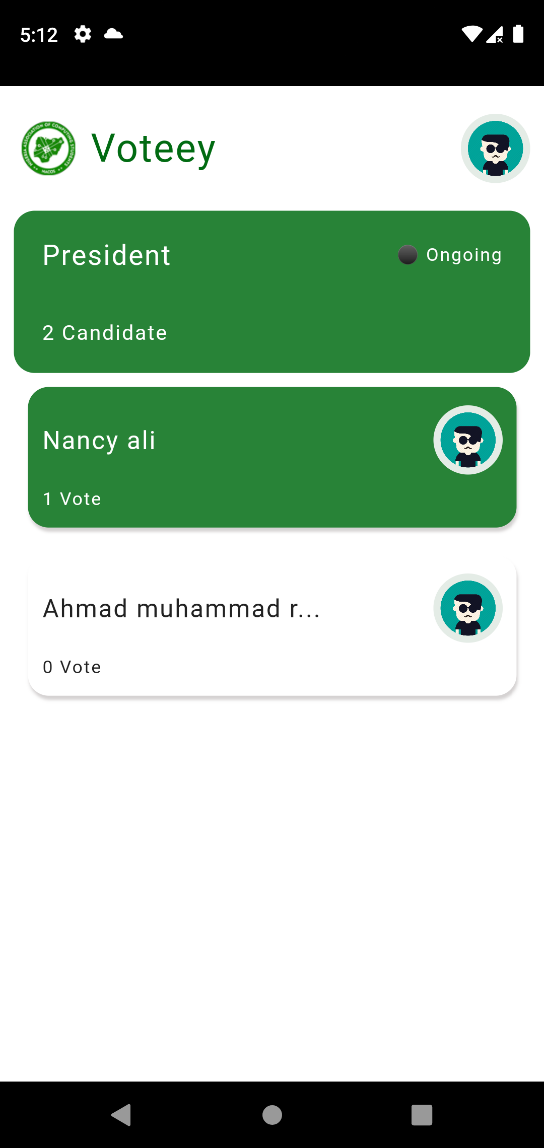 5:12
Voteey
President
Ongoing
2 Candidate
Nancy ali
1 Vote
Ahmad muhammad r...
0 Vote